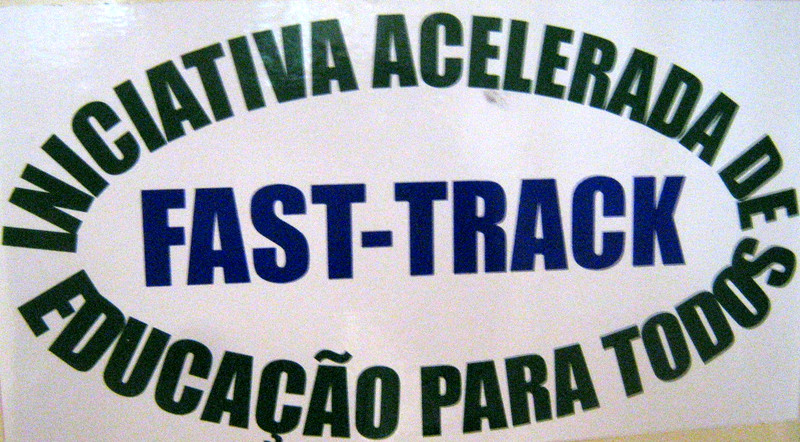 INICIATIVA ACELERADA DE
FAST-TRACK
EDUCAÇÃO PARA TODOS